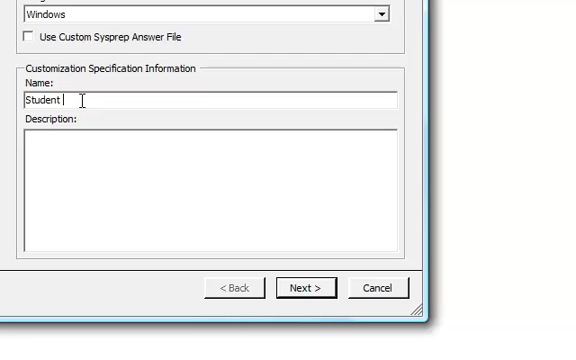 Windows
Use Custom Sysprep Answer File
Customization Specification Information
Name:
Student
Description:
< Back Next > Cancel